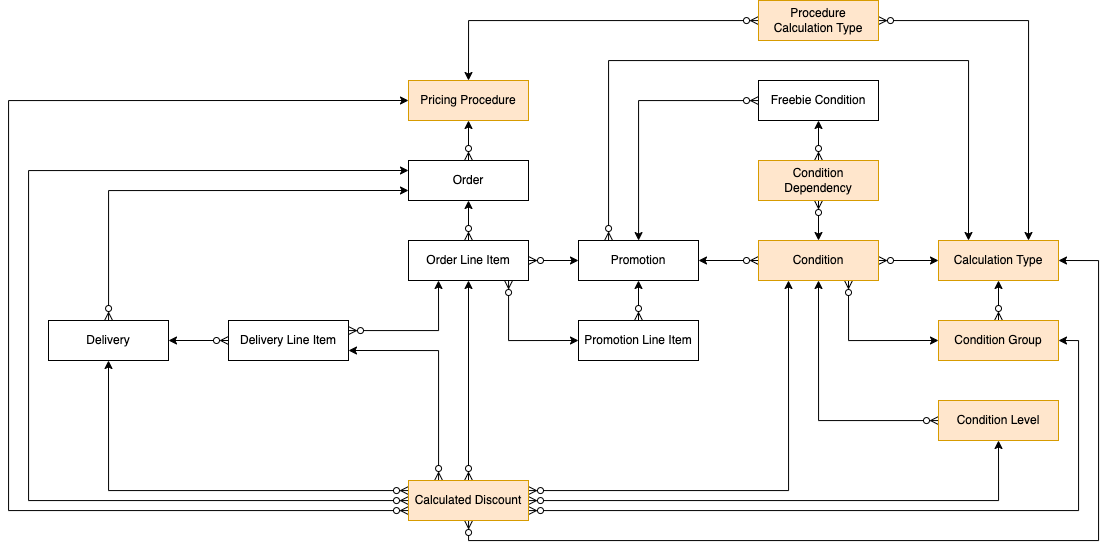 Procedure
Calculation Type
Pricing Procedure
Freebie Condition
Order
Condition
Dependency
Order Line Item
Promotion
Condition
Calculation Type
Delivery
Delivery Line Item
Promotion Line Item
Condition Group
Condition Level
Calculated Discount